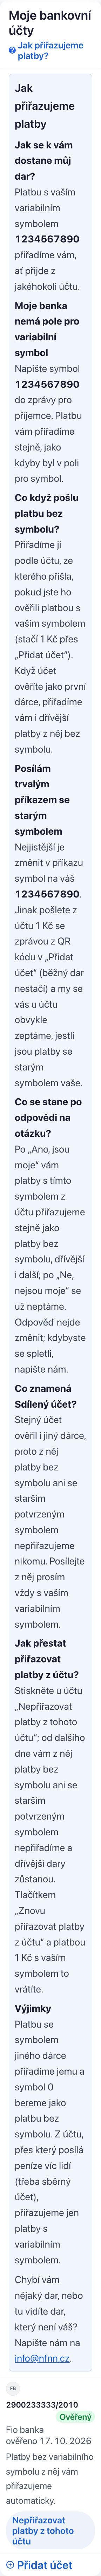 Moje bankovní
účty
Jak přiřazujeme
platby?
Jak
přiřazujeme
platby
Jak se k vám
dostane můj
dar?
Platbu s vaším
variabilním
symbolem
1234567890
přiřadíme vám,
ať přijde z
jakéhokoli účtu.
Moje banka
nemá pole pro
variabilní
symbol
Napište symbol
1234567890
do zprávy pro
příjemce. Platbu
vám přiřadíme
stejně, jako
kdyby byl v poli
pro symbol.
Co když pošlu
platbu bez
symbolu?
Přiřadíme ji
podle účtu, ze
kterého přišla,
pokud jste ho
ověřili platbou s
vaším symbolem
(stačí 1 Kč přes
„Přidat účet“).
Když účet
ověříte jako první
dárce, přiřadíme
vám i dřívější
platby z něj bez
symbolu.
Posílám
trvalým
příkazem se
starým
symbolem
Nejjistější je
změnit v příkazu
symbol na váš
1234567890.
Jinak pošlete z
účtu 1 Kč se
zprávou z QR
kódu v „Přidat
účet“ (běžný dar
nestačí) a my se
vás u účtu
obvykle
zeptáme, jestli
jsou platby se
starým
symbolem vaše.
Co se stane po
odpovědi na
otázku?
Po „Ano, jsou
moje“ vám
platby s tímto
symbolem z
účtu přiřazujeme
stejně jako
platby bez
symbolu, dřívější
i další; po „Ne,
nejsou moje“ se
už neptáme.
Odpověď nejde
změnit; kdybyste
se spletli,
napište nám.
Co znamená
Sdílený účet?
Stejný účet
ověřil i jiný dárce,
proto z něj
platby bez
symbolu ani se
starším
potvrzeným
symbolem
nepřiřazujeme
nikomu. Posílejte
z něj prosím
vždy s vaším
variabilním
symbolem.
Jak přestat
přiřazovat
platby z účtu?
Stiskněte u účtu
„Nepřiřazovat
platby z tohoto
účtu“; od dalšího
dne vám z něj
platby bez
symbolu ani se
starším
potvrzeným
symbolem
nepřiřadíme a
dřívější dary
zůstanou.
Tlačítkem
„Znovu
přiřazovat platby
z účtu“ a platbou
1 Kč s vaším
symbolem to
vrátíte.
Výjimky
Platbu se
symbolem
jiného dárce
přiřadíme jemu a
symbol 0
bereme jako
platbu bez
symbolu. Z účtu,
přes který posílá
peníze víc lidí
(třeba sběrný
účet),
přiřazujeme jen
platby s
variabilním
symbolem.
Chybí vám
nějaký dar, nebo
tu vidíte dar,
který není váš?
Napište nám na
info@nfnn.cz.
FB
2900233333/2010
Ověřený
Fio banka
ověřeno 17. 10. 2026
Platby bez variabilního
symbolu z něj vám
přiřazujeme
automaticky.
Nepřiřazovat
platby z tohoto
účtu
Přidat účet